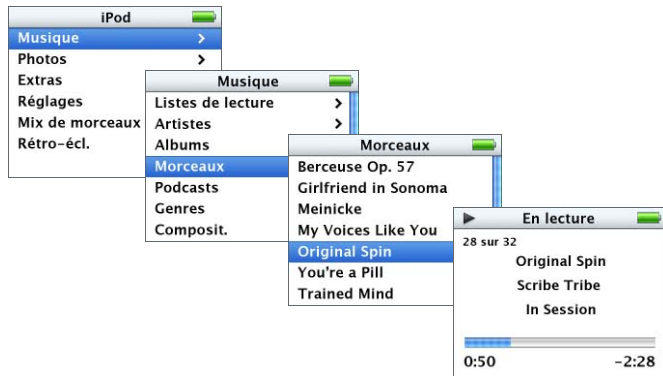 iPod
Musique
Photos
Extras
Réglages
Mix de morceaux
Rétro-écl.
Musique
Listes de lecture
Artistes
Albums
Morceaux
Podcasts
Genres
Composit.
Morceaux
Berceuse Op. 57
Girlfriend in Sonoma
Meinicke
My Voices Like You
Original Spin
You're a Pill
Trained Mind
En lecture
28 sur 32
Original Spin
Scribe Tribe
In Session
0:50 -2:28